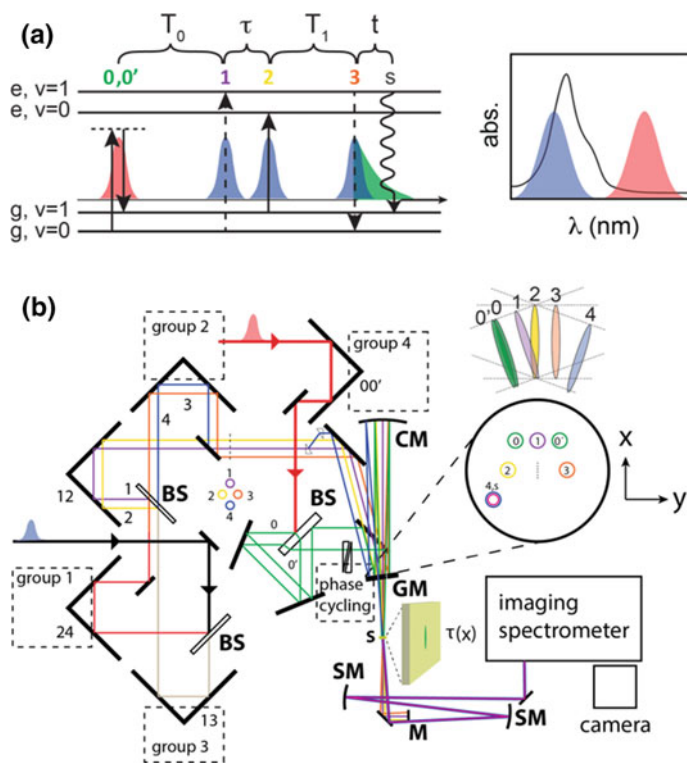 (a)
T0 τ T1 t
0,0' 1 2 3 s
e, v=1
e, v=0
g, v=1
g, v=0
abs.
λ (nm)
(b)
group 2
group 4
00'
3
4
12
1
2
BS
1
2 3
4
BS
0
0'
CM
GM
phase
cycling
group 1
24
BS
13
group 3
s
τ(x)
SM
SM
M
imaging
spectrometer
camera
0' 0 1 2 3 4
0 1 0'
2 3
4,s
x
y